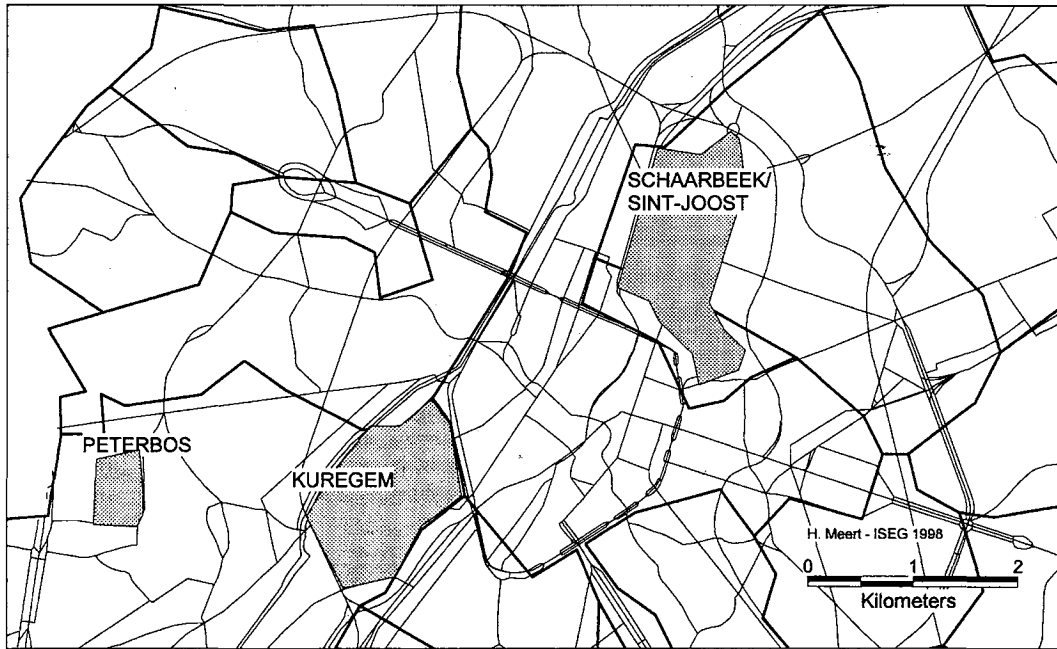 SCHAARBEEK/
SINT-JOOST
PETERBOS
KUREGEM
H. Meert - ISEG 1998
0 1 2
Kilometers